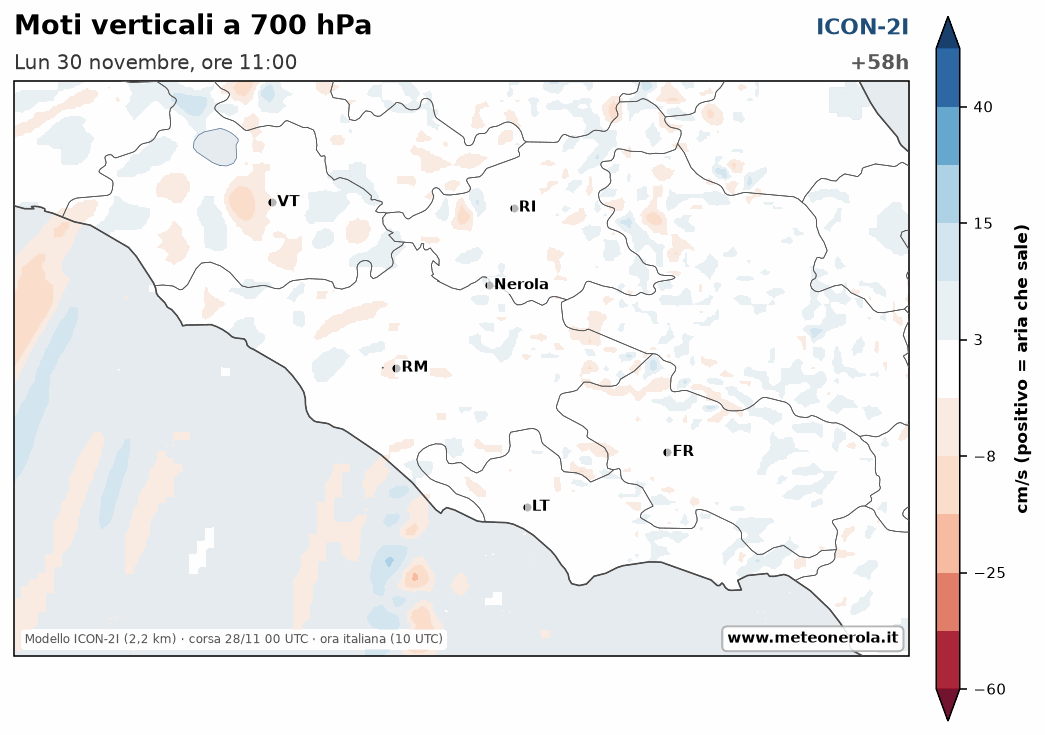 Moti verticali a 700 hPa
ICON-2I
Lun 30 novembre, ore 11:00
+58h
VT
RI
Nerola
RM
FR
LT
Modello ICON-2I (2,2 km) · corsa 28/11 00 UTC · ora italiana (10 UTC)
www.meteonerola.it
40
15
3
−8
−25
−60
cm/s (positivo = aria che sale)